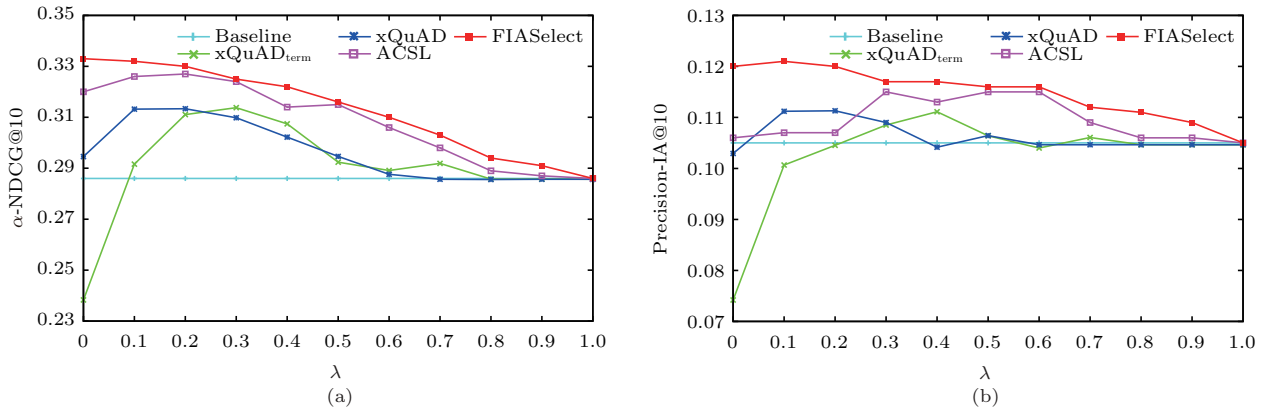 0.35
0.33
0.31
0.29
0.27
0.25
0.23
α-NDCG@10
Baseline
xQuAD
FIASelect
xQuADterm
ACSL
0 0.1 0.2 0.3 0.4 0.5 0.6 0.7 0.8 0.9 1.0
λ
(a)
0.13
0.12
0.11
0.10
0.09
0.08
0.07
Precision-IA@10
Baseline
xQuAD
FIASelect
xQuADterm
ACSL
0 0.1 0.2 0.3 0.4 0.5 0.6 0.7 0.8 0.9 1.0
λ
(b)